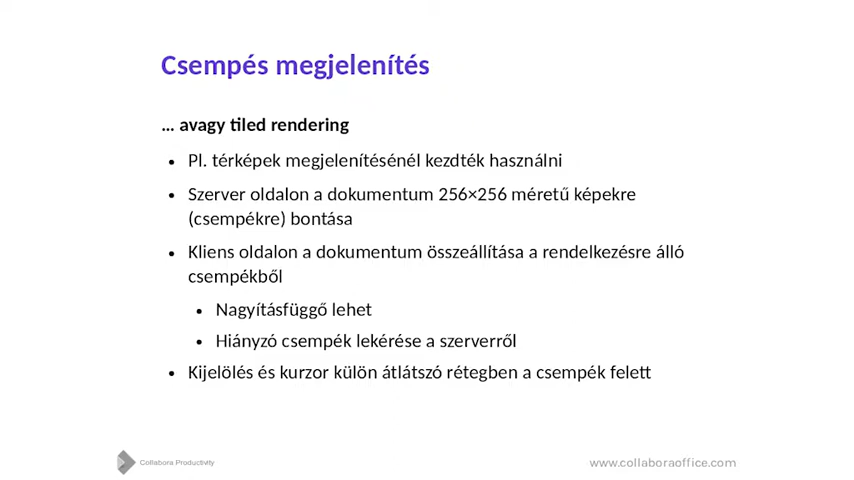 Csempés megjelenítés
... avagy tiled rendering
• Pl. térképek megjelenítésénél kezdték használni
• Szerver oldalon a dokumentum 256×256 méretű képekre
(csempékre) bontása
• Kliens oldalon a dokumentum összeállítása a rendelkezésre álló
csempékből
• Nagyításfüggő lehet
• Hiányzó csempék lekérése a szerverről
• Kijelölés és kurzor külön átlátszó rétegben a csempék felett
Collabora Productivity
www.collaboraoffice.com